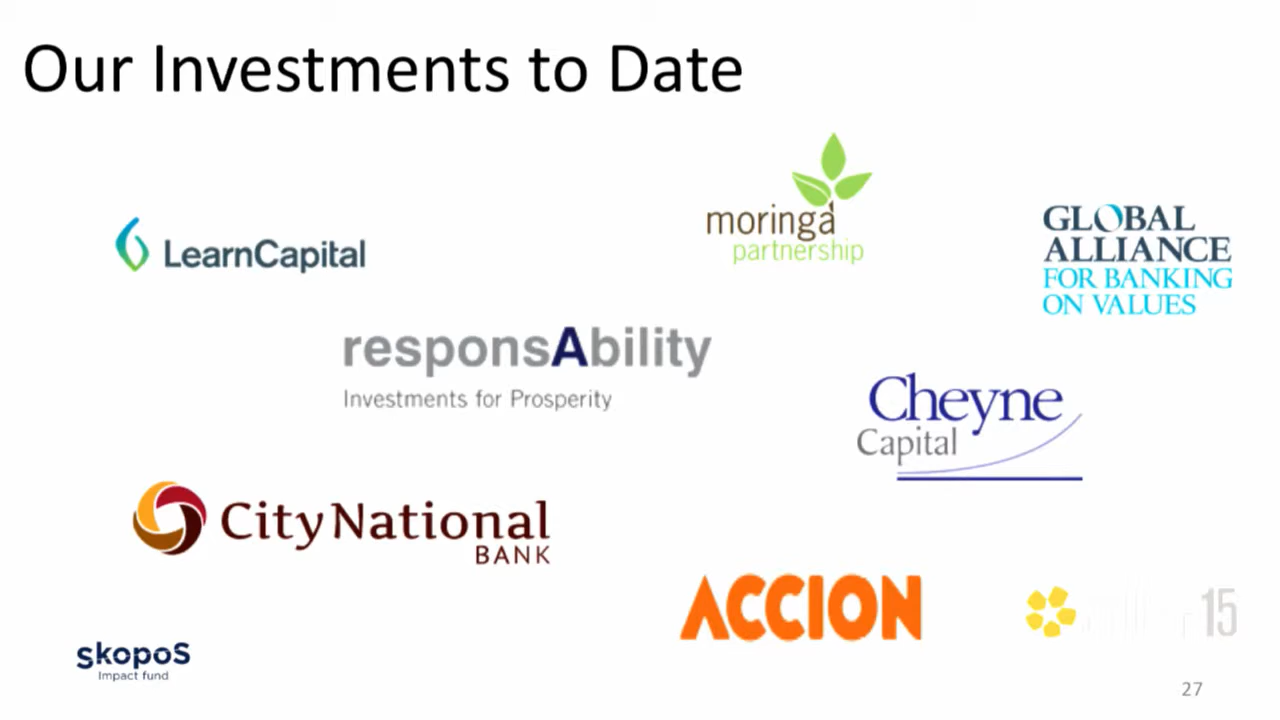 Our Investments to Date
LearnCapital
moringa
partnership
GLOBAL
ALLIANCE
FOR BANKING
ON VALUES
responsAbility
Investments for Prosperity
Cheyne
Capital
CityNational
BANK
ACCION
15
skopoS
Impact fund
27